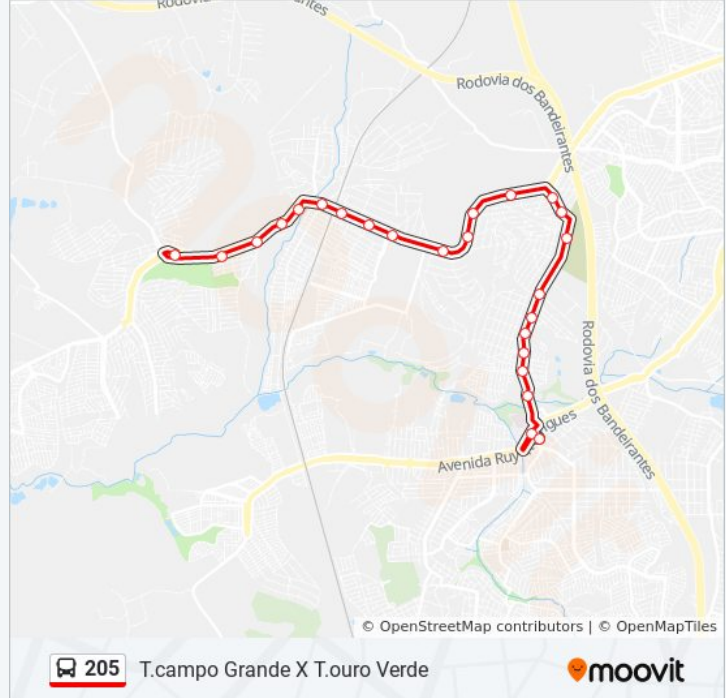 Rodovia dos Bandeirantes
Rodovia dos Bandeirantes
Avenida Ruy
© OpenStreetMap contributors | © OpenMapTiles
205 T.campo Grande X T.ouro Verde
moovit